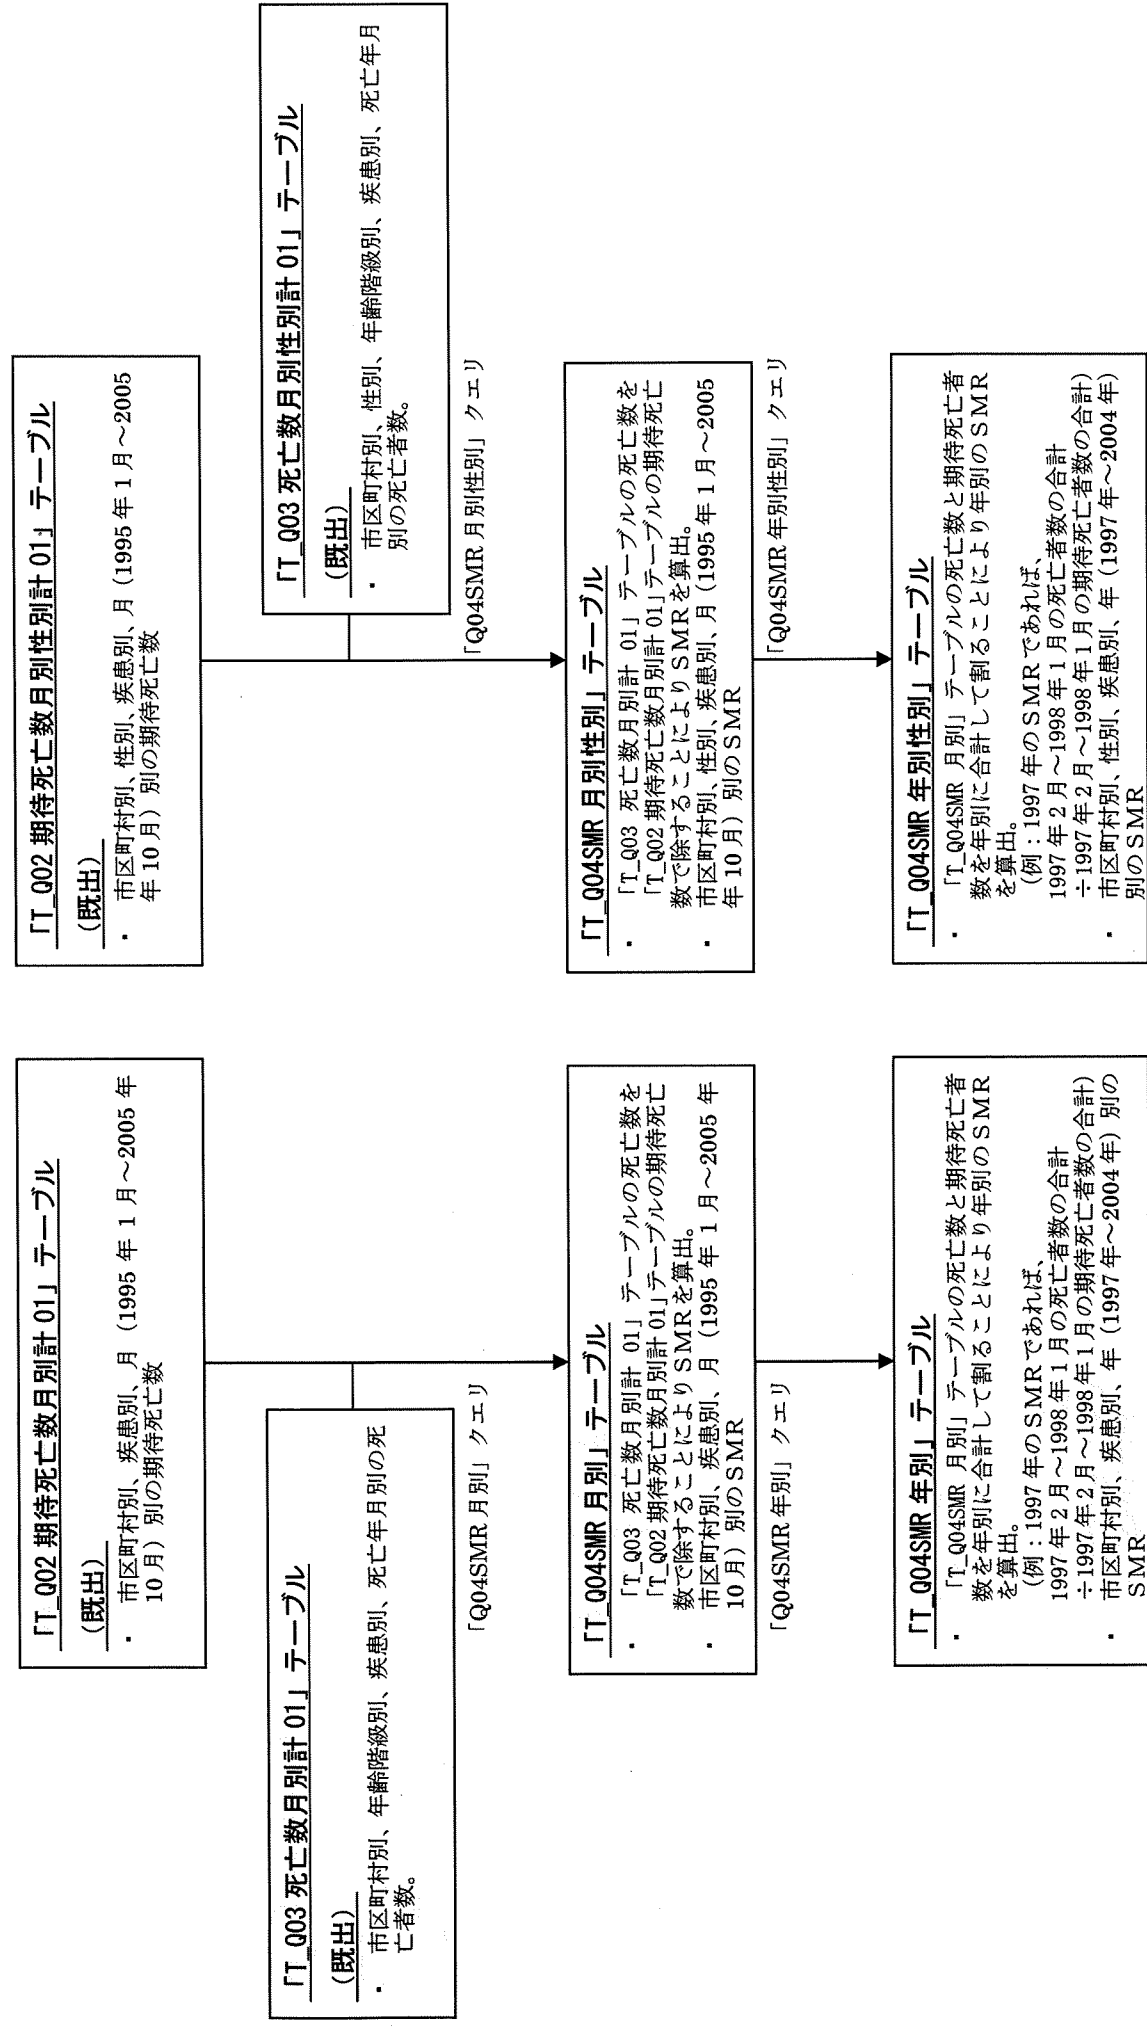 「T_Q02 期待死亡数月別計 01」テーブル
(既出)
・ 市区町村別、疾患別、月（1995 年 1 月～2005 年
10 月）別の期待死亡数
「T_Q03 死亡数月別計 01」テーブル
(既出)
・ 市区町村別、年齢階級別、疾患別、死亡年月別の死
亡者数。
「Q04SMR 月別」クエリ
「T_Q04SMR 月別」テーブル
・ 「T_Q03 死亡数月別計 01」テーブルの死亡数を
「T_Q02 期待死亡数月別計 01」テーブルの期待死亡
数で除することによりSMRを算出。
・ 市区町村別、疾患別、月（1995 年 1 月～2005 年
10 月）別のSMR
「Q04SMR 年別」クエリ
「T_Q04SMR 年別」テーブル
・ 「T_Q04SMR 月別」テーブルの死亡数と期待死亡者
数を年別に合計して割ることにより年別のSMR
を算出。
（例：1997 年のSMRであれば、
1997 年 2 月～1998 年 1 月の死亡者数の合計
÷1997 年 2 月～1998 年 1 月の期待死亡者数の合計）
・ 市区町村別、疾患別、年（1997 年～2004 年）別の
SMR
「T_Q02 期待死亡数月別性別計 01」テーブル
(既出)
・ 市区町村別、性別、疾患別、月（1995 年 1 月～2005
年 10 月）別の期待死亡数
「T_Q03 死亡数月別性別計 01」テーブル
(既出)
・ 市区町村別、性別、年齢階級別、疾患別、死亡年月
別の死亡者数。
「Q04SMR 月別性別」クエリ
「T_Q04SMR 月別性別」テーブル
・ 「T_Q03 死亡数月別計 01」テーブルの死亡数を
「T_Q02 期待死亡数月別計 01」テーブルの期待死亡
数で除することによりSMRを算出。
・ 市区町村別、性別、疾患別、月（1995 年 1 月～2005
年 10 月）別のSMR
「Q04SMR 年別性別」クエリ
「T_Q04SMR 年別性別」テーブル
・ 「T_Q04SMR 月別」テーブルの死亡数と期待死亡者
数を年別に合計して割ることにより年別のSMR
を算出。
（例：1997 年のSMRであれば、
1997 年 2 月～1998 年 1 月の死亡者数の合計
÷1997 年 2 月～1998 年 1 月の期待死亡者数の合計）
・ 市区町村別、性別、疾患別、年（1997 年～2004 年）
別のSMR